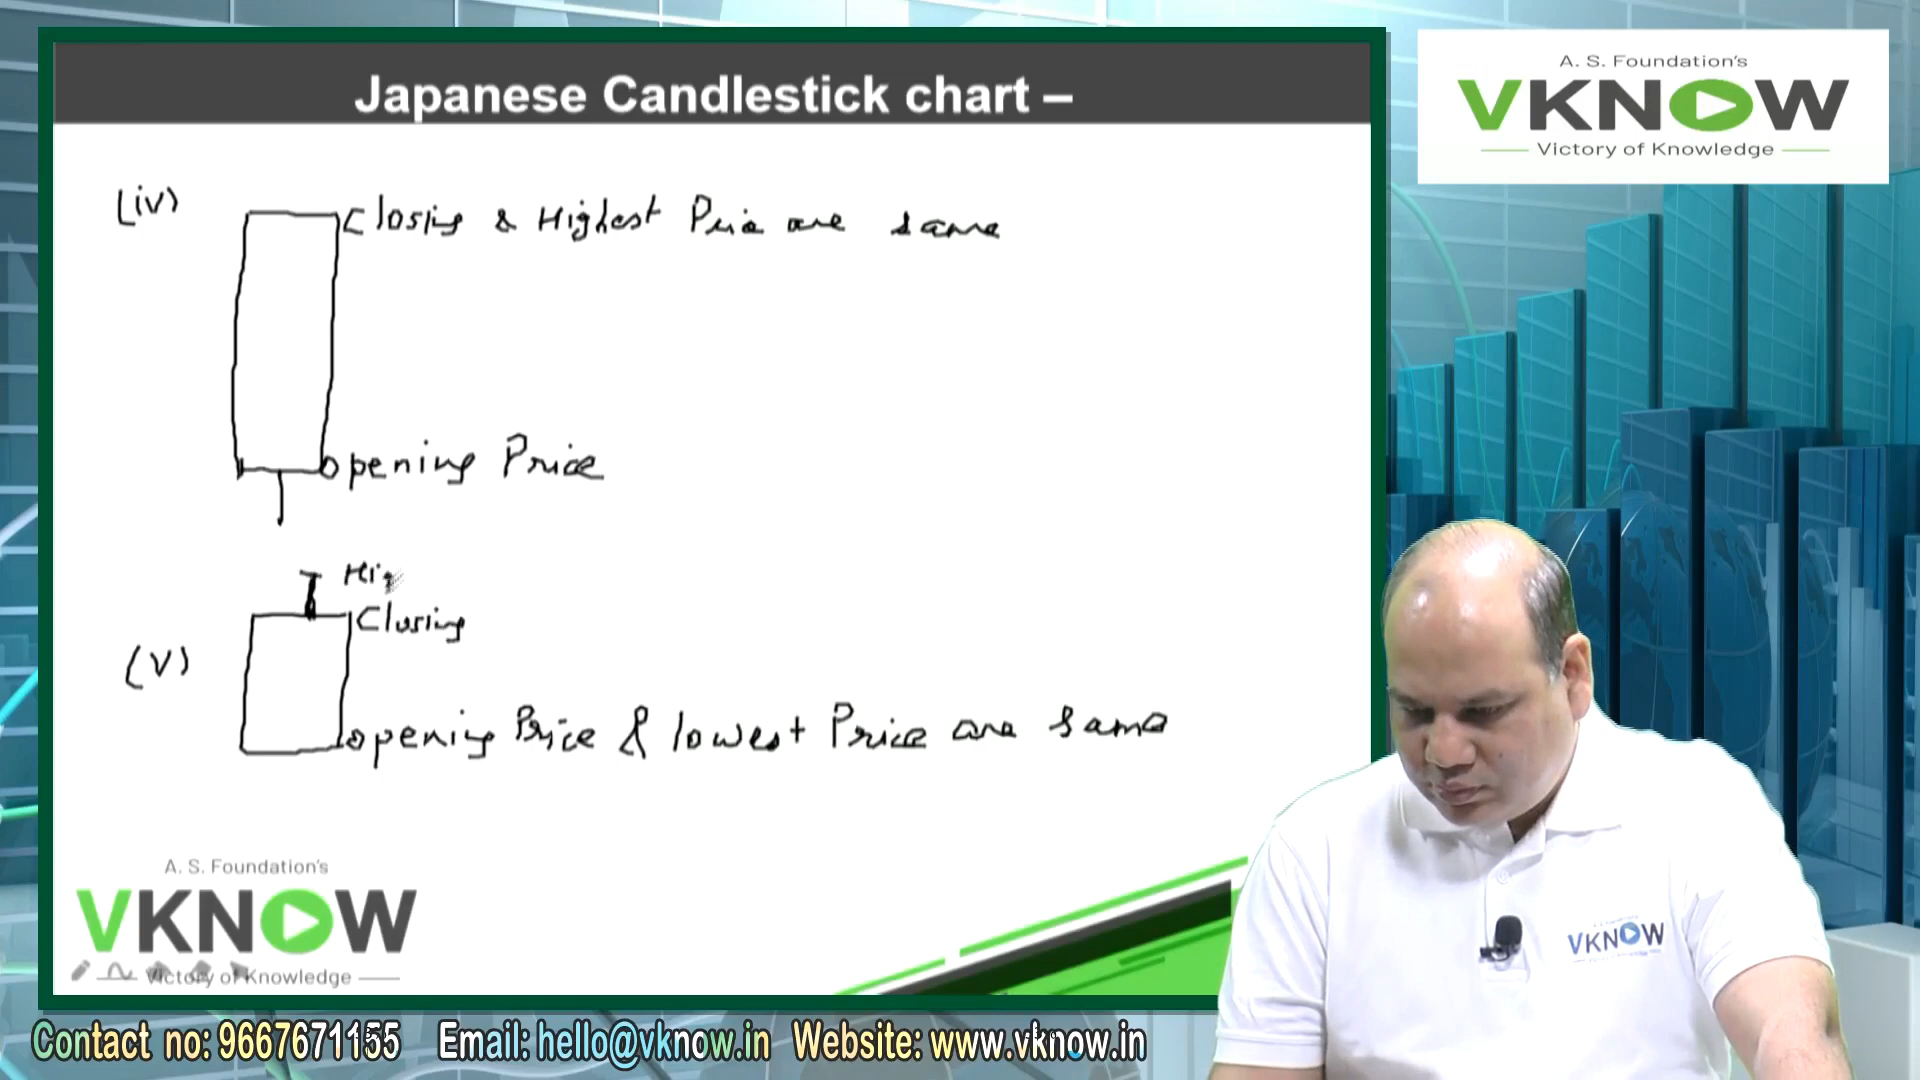 A. S. Foundation's
VKNOW
Victory of Knowledge
Japanese Candlestick chart –
(iv)
Closing & Highest Price are same
Opening Price
Hi
Closing
(v)
Opening Price & lowest Price are same
A. S. Foundation's
VKNOW
Victory of Knowledge
VKNOW
Contact no: 9667671155 Email: hello@vknow.in Website: www.vknow.in